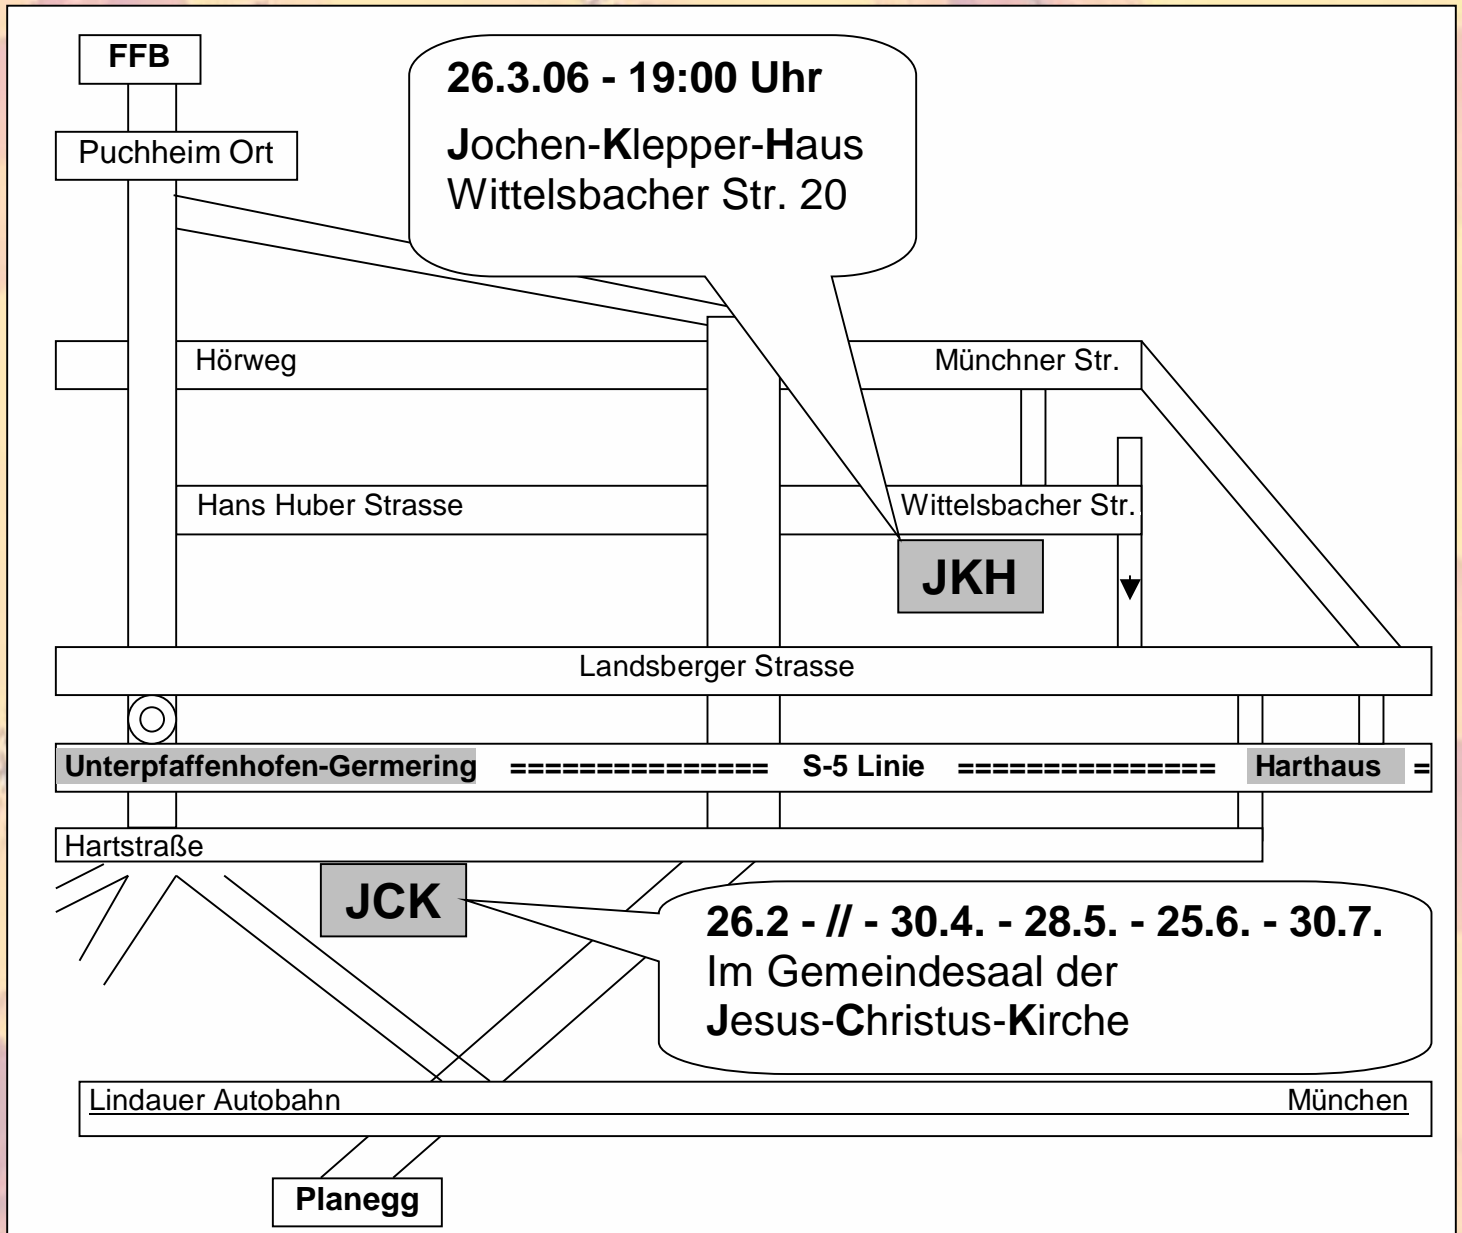 FFB
26.3.06 - 19:00 Uhr
Puchheim Ort
Jochen-Klepper-Haus
Wittelsbacher Str. 20
Hörweg
Münchner Str.
Hans Huber Strasse
Wittelsbacher Str.
JKH
Landsberger Strasse
Unterpfaffenhofen-Germering =============== S-5 Linie =============== Harthaus =
Hartstraße
JCK
26.2 - // - 30.4. - 28.5. - 25.6. - 30.7.
Im Gemeindesaal der
Jesus-Christus-Kirche
Lindauer Autobahn München
Planegg